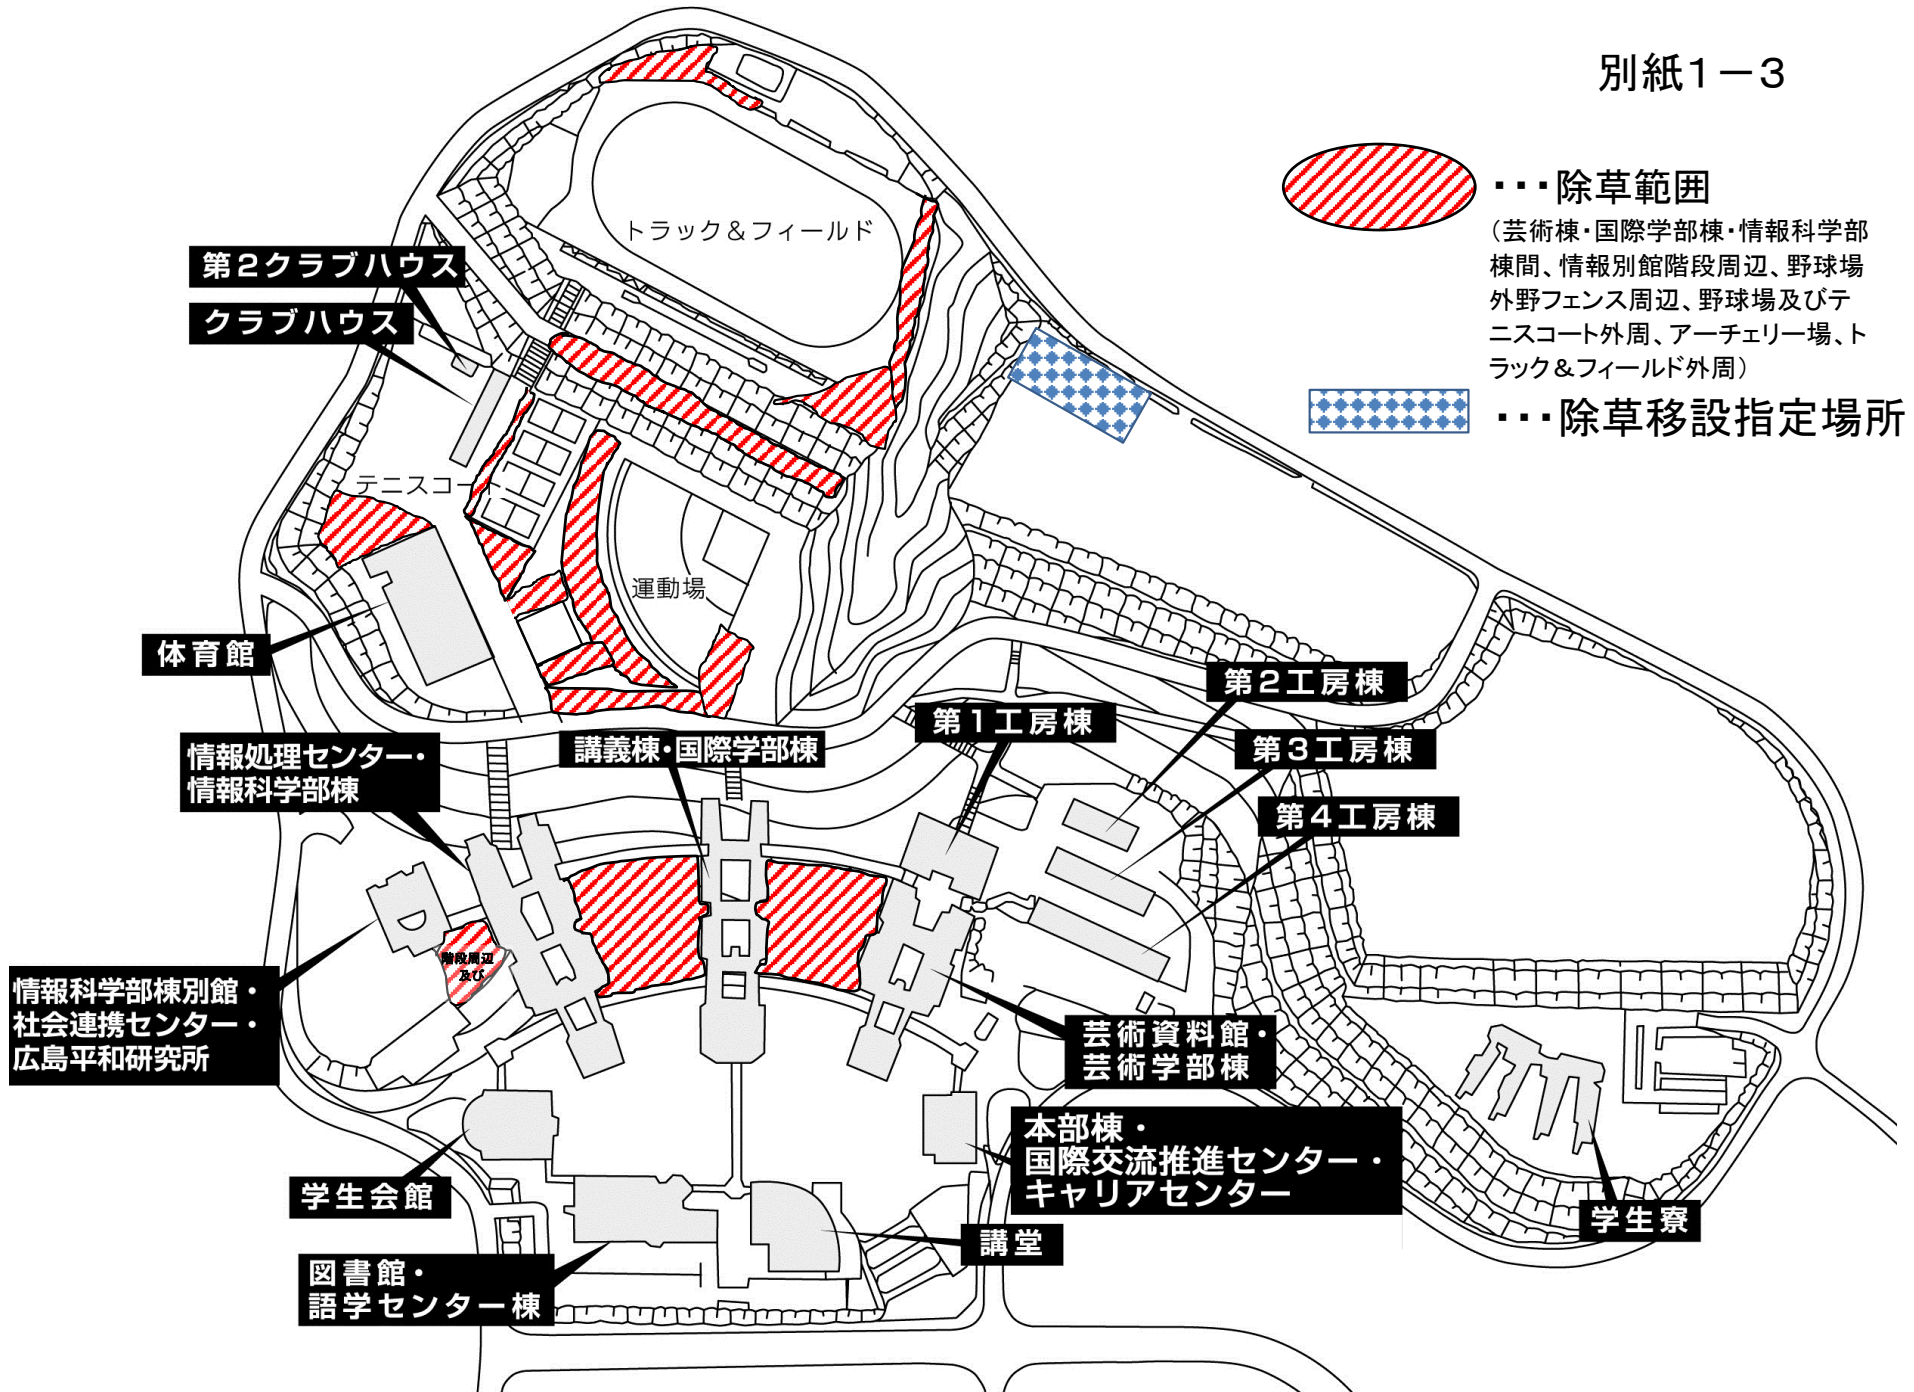 別紙1－3
･･･除草範囲
（芸術棟・国際学部棟・情報科学部
棟間、情報別館階段周辺、野球場
外野フェンス周辺、野球場及びテ
ニスコート外周、アーチェリー場、ト
ラック＆フィールド外周）
･･･除草移設指定場所
トラック＆フィールド
第2クラブハウス
クラブハウス
テニスコート
運動場
体育館
第2工房棟
第1工房棟
第3工房棟
講義棟・国際学部棟
情報処理センター・
情報科学部棟
第4工房棟
階段周辺
及び
情報科学部棟別館・
社会連携センター・
広島平和研究所
芸術資料館・
芸術学部棟
本部棟・
国際交流推進センター・
キャリアセンター
学生会館
学生寮
講堂
図書館・
語学センター棟